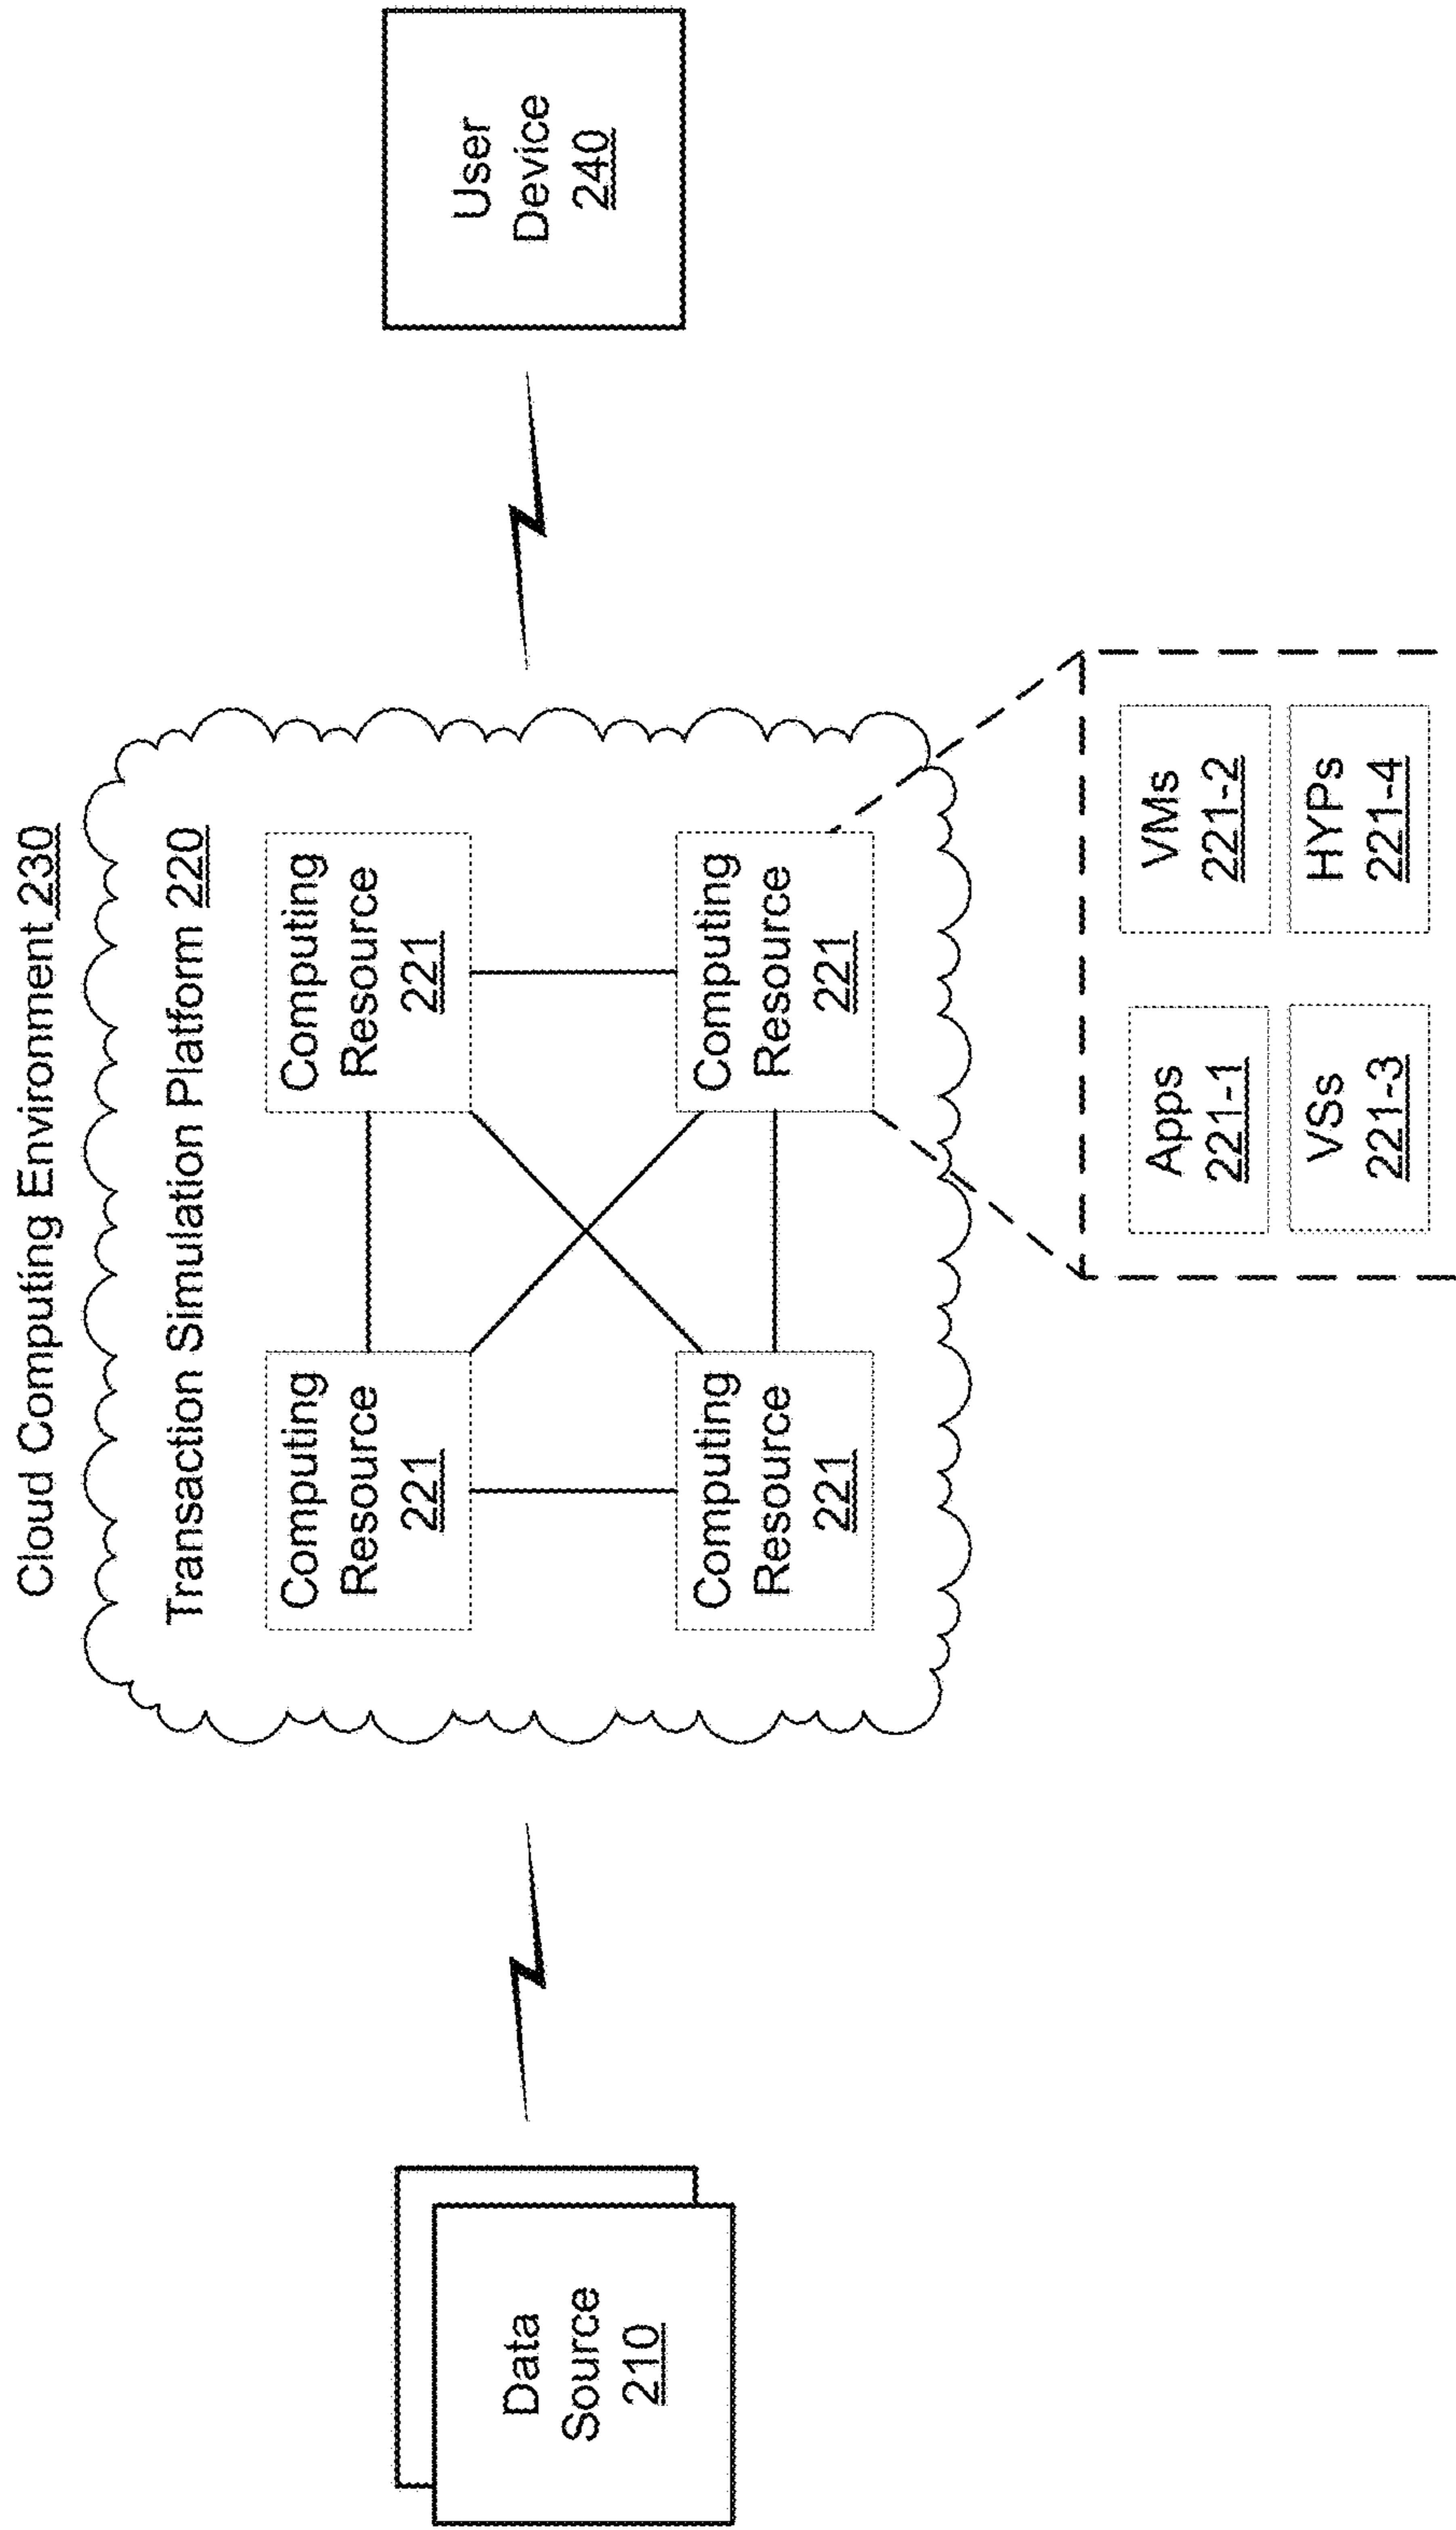 Cloud Computing Environment 230
Transaction Simulation Platform 220
Computing
Resource
221
Computing
Resource
221
Computing
Resource
221
Computing
Resource
221
Data
Source
210
User
Device
240
Apps
221-1
VMs
221-2
VSs
221-3
HYPs
221-4